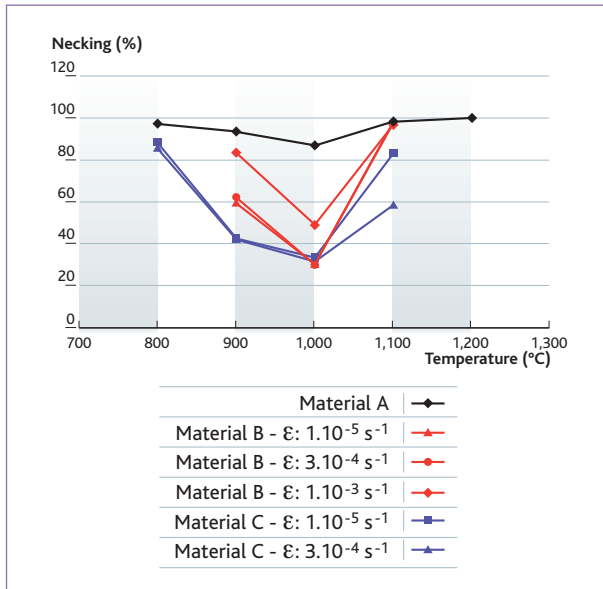 Necking (%)
120
100
80
60
40
20
0
700 800 900 1,000 1,100 1,200 1,300
Temperature (°C)
Material A
Material B - Ɛ: 1.10-5 s-1
Material B - Ɛ: 3.10-4 s-1
Material B - Ɛ: 1.10-3 s-1
Material C - Ɛ: 1.10-5 s-1
Material C - Ɛ: 3.10-4 s-1